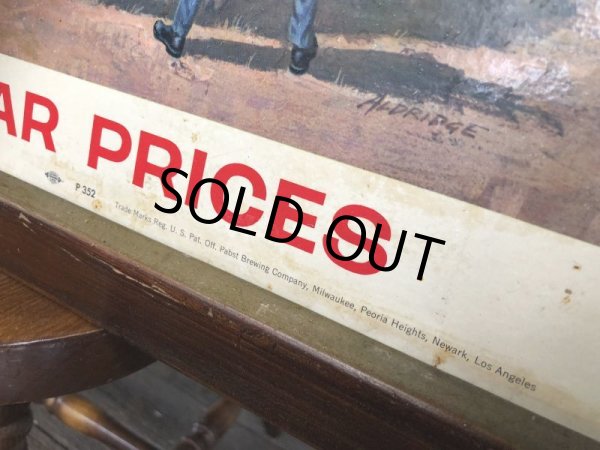 ALDRIDGE
AR PRICES
P 352
Trade Marks Reg. U. S. Pat. Off. Pabst Brewing Company, Milwaukee, Peoria Heights, Newark, Los Angeles
SOLD OUT